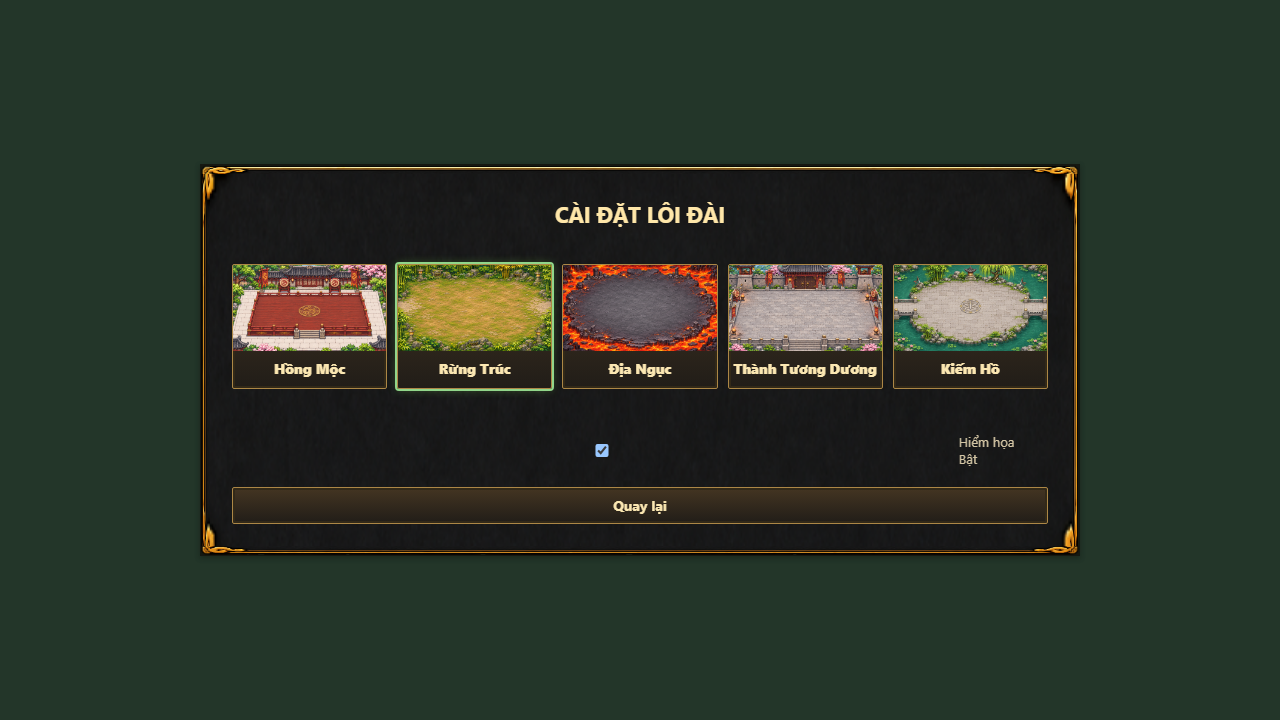 CÀI ĐẶT LÔI ĐÀI
Hồng Mộc
Rừng Trúc
Địa Ngục
Thành Tương Dương
Kiếm Hồ
Hiểm họa
Bật
Quay lại